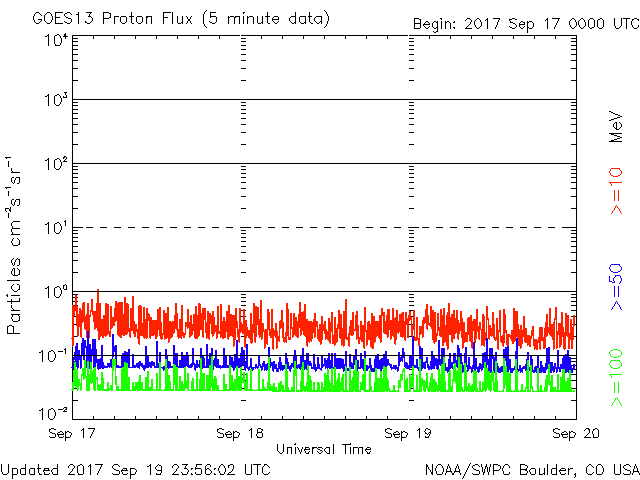 GOES13 Proton Flux (5 minute data)
Begin: 2017 Sep 17 0000 UTC
10⁴
10³
10²
10¹
10⁰
10⁻¹
10⁻²
Particles cm⁻²s⁻¹sr⁻¹
MeV
>=10
>=50
>=100
Sep 17
Sep 18
Sep 19
Sep 20
Universal Time
Updated 2017 Sep 19 23:56:02 UTC
NOAA/SWPC Boulder, CO USA